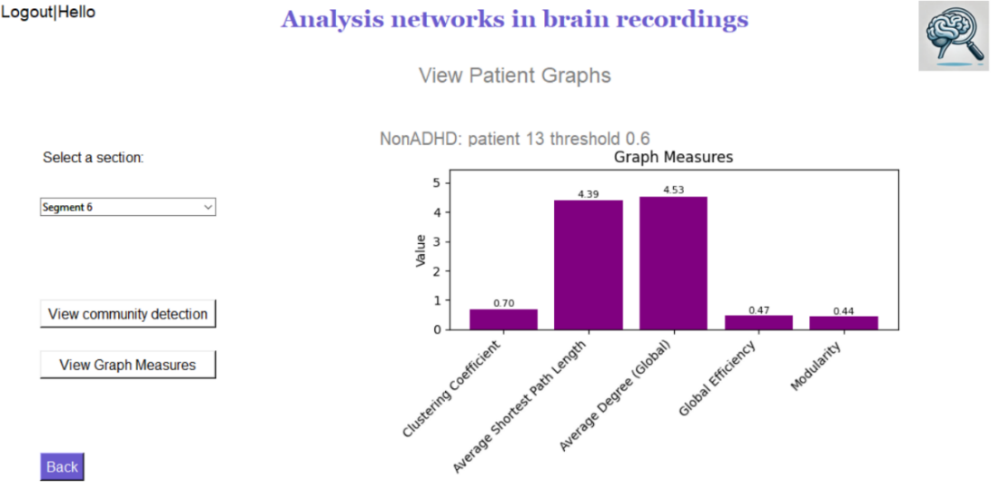 Logout|Hello
Analysis networks in brain recordings
View Patient Graphs
NonADHD: patient 13 threshold 0.6
Select a section:
Segment 6
View community detection
View Graph Measures
Back
Graph Measures
Value
5
4
3
2
1
0
0.70
4.39
4.53
0.47
0.44
Clustering Coefficient
Average Shortest Path Length
Average Degree (Global)
Global Efficiency
Modularity